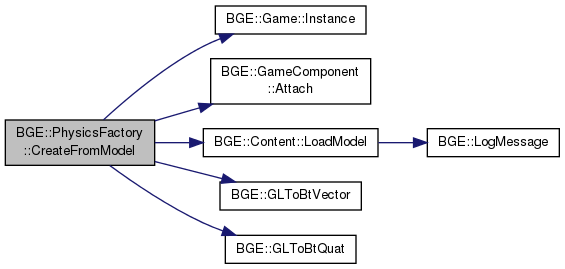 BGE::Game::Instance
BGE::GameComponent
::Attach
BGE::PhysicsFactory
::CreateFromModel
BGE::Content::LoadModel
BGE::LogMessage
BGE::GLToBtVector
BGE::GLToBtQuat